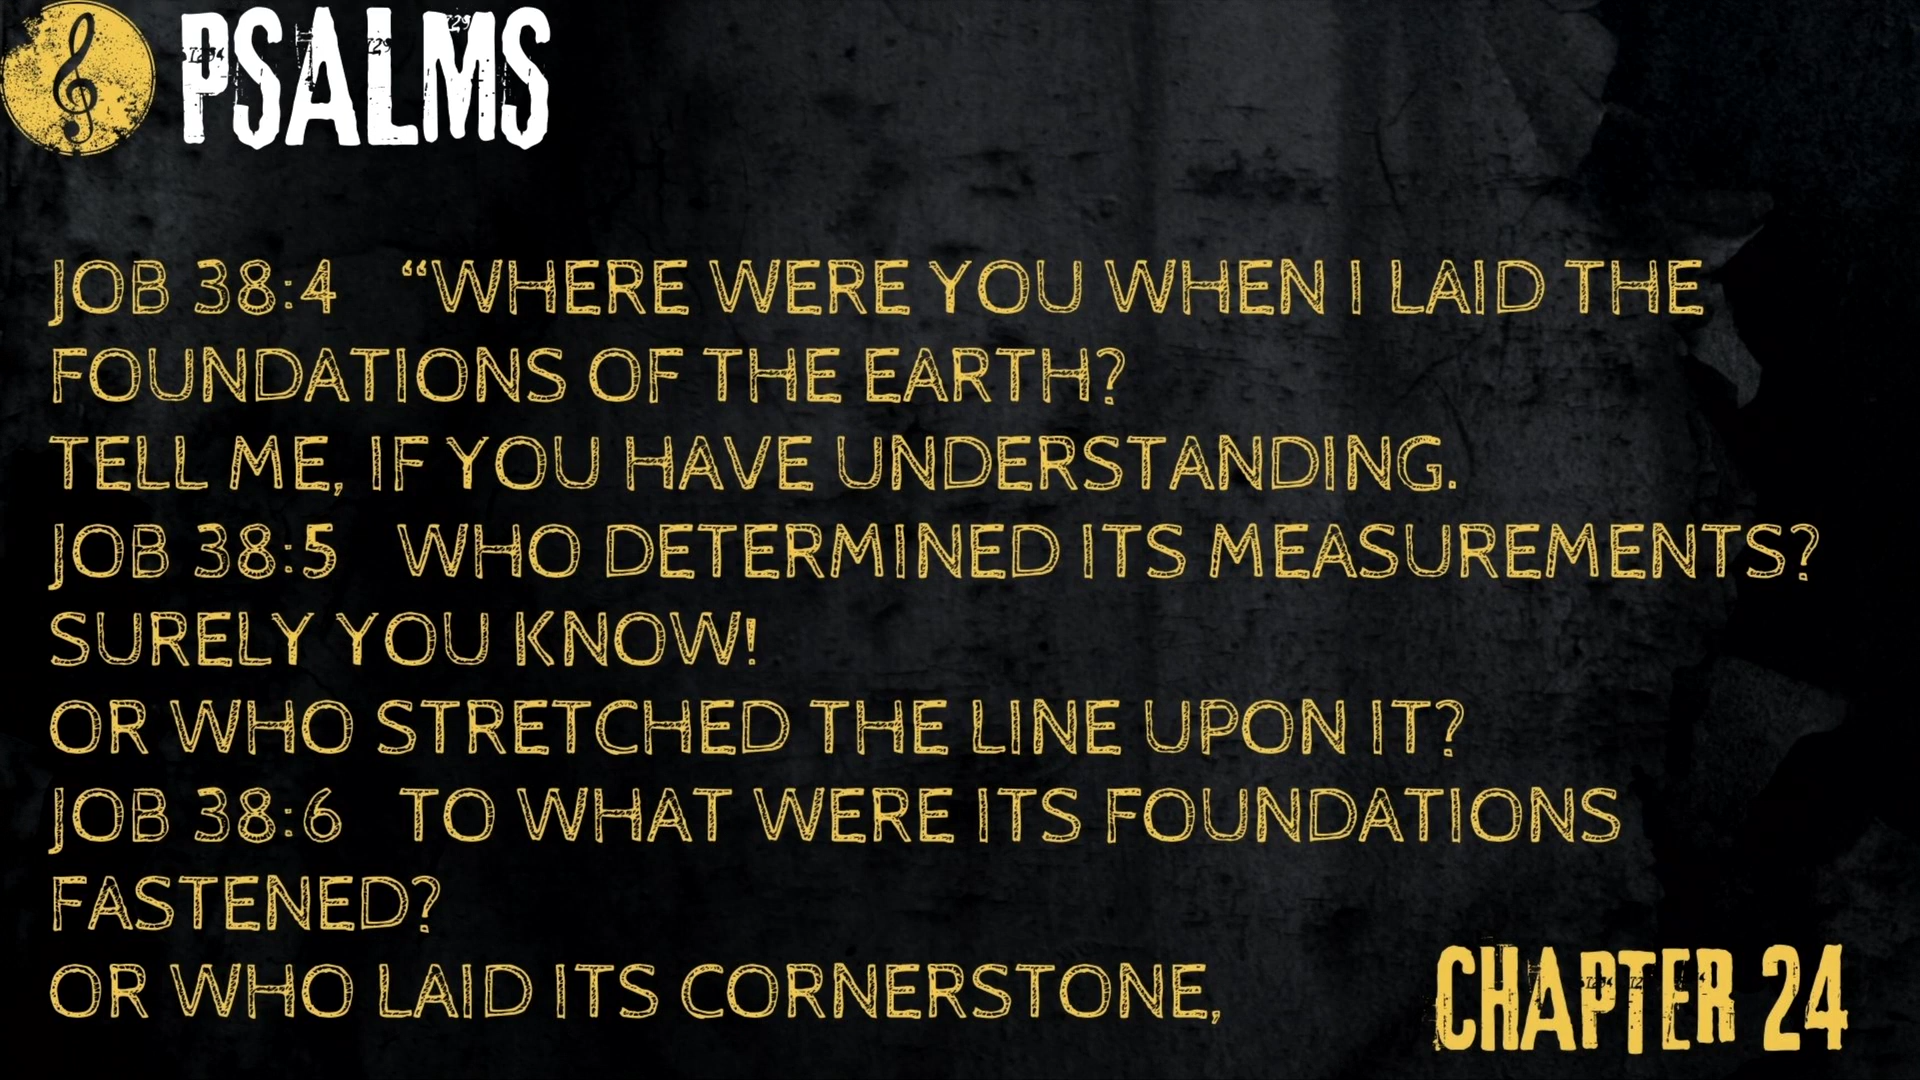 PSALMS
JOB 38:4 “WHERE WERE YOU WHEN I LAID THE
FOUNDATIONS OF THE EARTH?
TELL ME, IF YOU HAVE UNDERSTANDING.
JOB 38:5 WHO DETERMINED ITS MEASUREMENTS?
SURELY YOU KNOW!
OR WHO STRETCHED THE LINE UPON IT?
JOB 38:6 TO WHAT WERE ITS FOUNDATIONS
FASTENED?
OR WHO LAID ITS CORNERSTONE,
CHAPTER 24